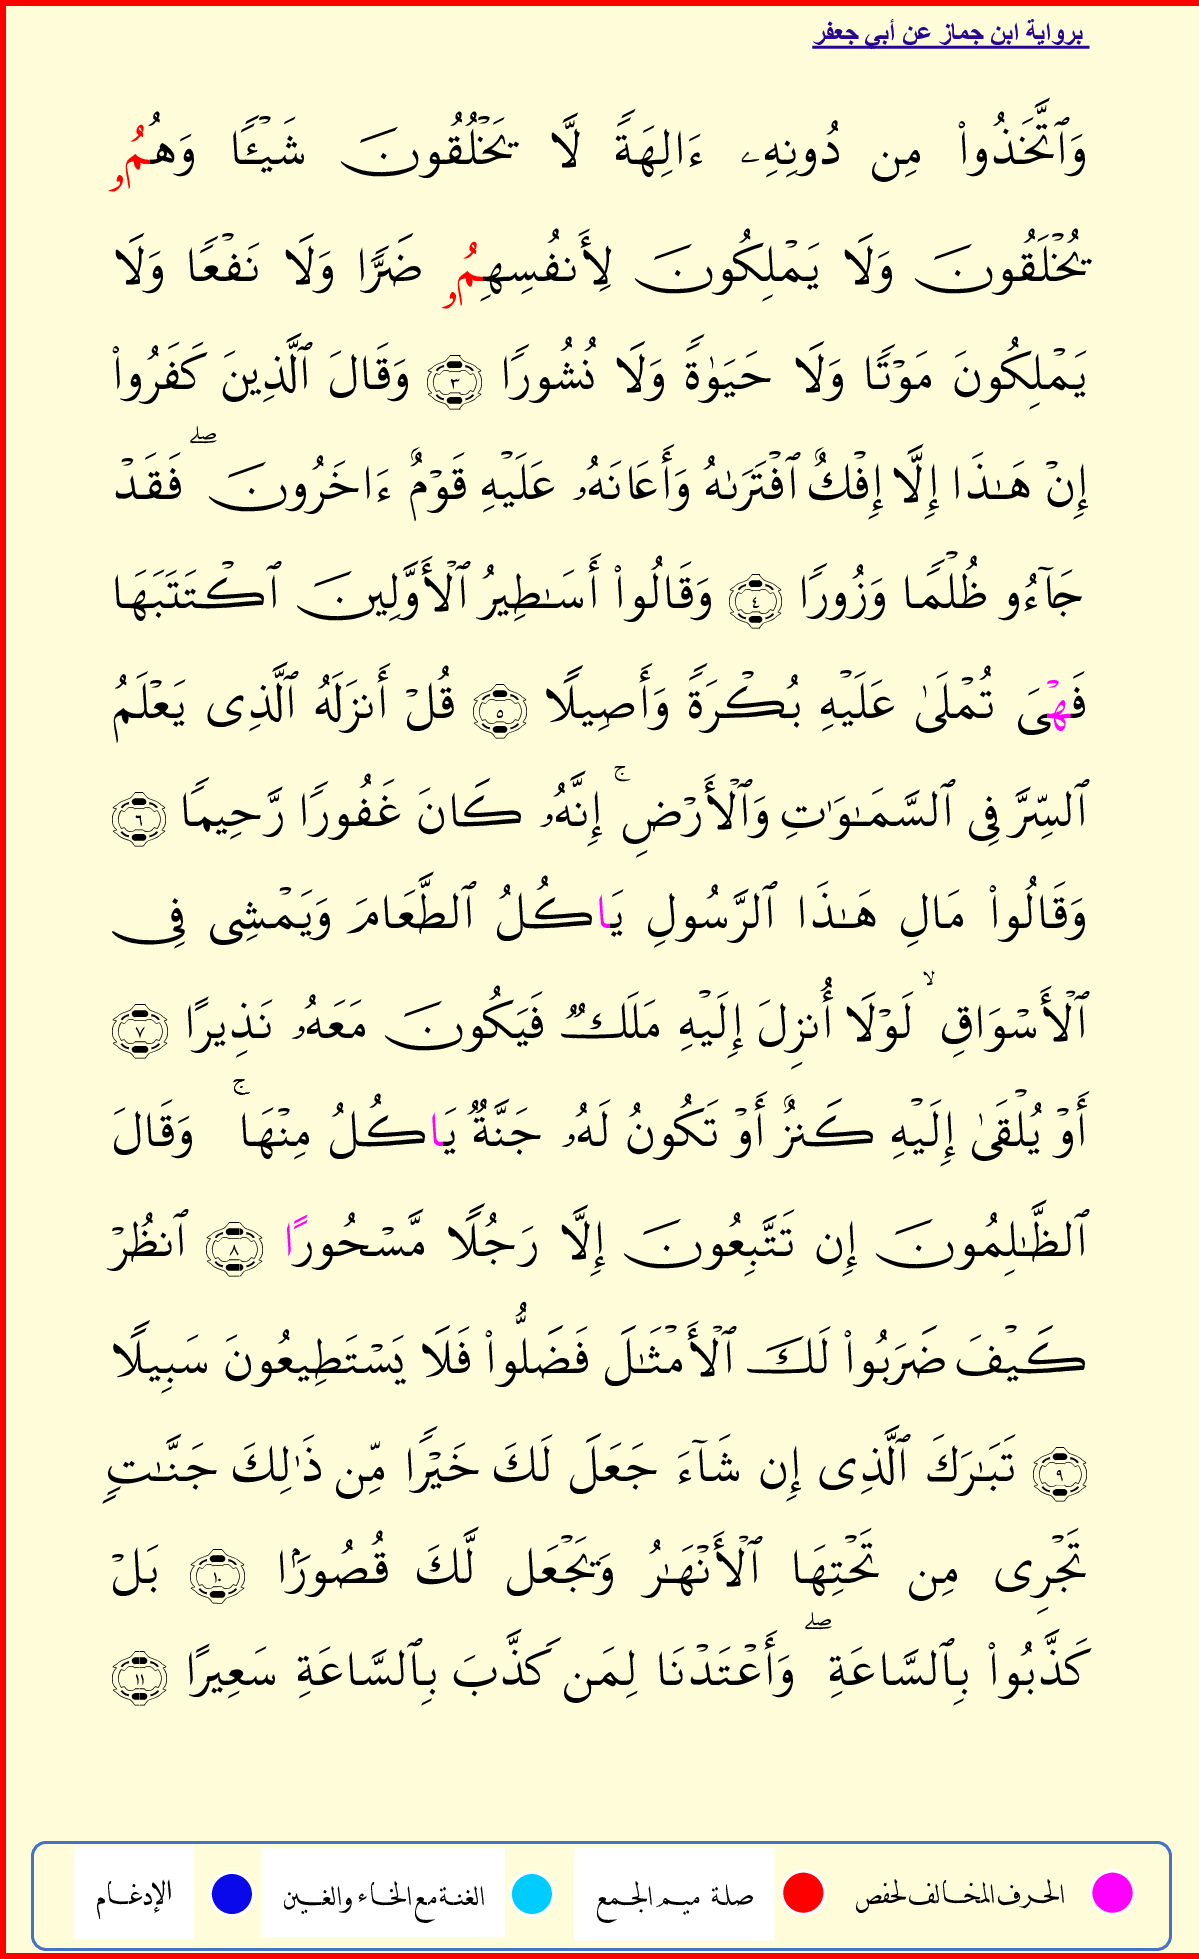 برواية ابن جماز عن أبي جعفر
وَٱتَّخَذُواْ مِن دُونِهِۦ ءَالِهَةٗ لَّا يَخۡلُقُونَ شَيۡـٔٗا وَهُمُۥ
يُخۡلَقُونَ وَلَا يَمۡلِكُونَ لِأَنفُسِهِمُۥ ضَرّٗا وَلَا نَفۡعٗا وَلَا
يَمۡلِكُونَ مَوۡتٗا وَلَا حَيَوٰةٗ وَلَا نُشُورٗا ٣ وَقَالَ ٱلَّذِينَ كَفَرُواْ
إِنۡ هَـٰذَا إِلَّا إِفۡكٌ ٱفۡتَرَىٰهُ وَأَعَانَهُۥ عَلَيۡهِ قَوۡمٌ ءَاخَرُونَۖ فَقَدۡ
جَآءُو ظُلۡمٗا وَزُورٗا ٤ وَقَالُواْ أَسَـٰطِيرُ ٱلۡأَوَّلِينَ ٱكۡتَتَبَهَا
فَهۡىَ تُمۡلَىٰ عَلَيۡهِ بُكۡرَةٗ وَأَصِيلٗا ٥ قُلۡ أَنزَلَهُ ٱلَّذِى يَعۡلَمُ
ٱلسِّرَّ فِى ٱلسَّمَـٰوَٰتِ وَٱلۡأَرۡضِۚ إِنَّهُۥ كَانَ غَفُورٗا رَّحِيمٗا ٦
وَقَالُواْ مَالِ هَـٰذَا ٱلرَّسُولِ يَاكُلُ ٱلطَّعَامَ وَيَمۡشِى فِى
ٱلۡأَسۡوَاقِۙ لَوۡلَا أُنزِلَ إِلَيۡهِ مَلَكٞ فَيَكُونَ مَعَهُۥ نَذِيرًا ٧
أَوۡ يُلۡقَىٰ إِلَيۡهِ كَنزٌ أَوۡ تَكُونُ لَهُۥ جَنَّةٞ يَاكُلُ مِنۡهَاۚ وَقَالَ
ٱلظَّـٰلِمُونَ إِن تَتَّبِعُونَ إِلَّا رَجُلٗا مَّسۡحُورًا ٨ ٱنظُرۡ
كَيۡفَ ضَرَبُواْ لَكَ ٱلۡأَمۡثَـٰلَ فَضَلُّواْ فَلَا يَسۡتَطِيعُونَ سَبِيلٗا
٩ تَبَـٰرَكَ ٱلَّذِى إِن شَآءَ جَعَلَ لَكَ خَيۡرٗا مِّن ذَٰلِكَ جَنَّـٰتٖ
تَجۡرِى مِن تَحۡتِهَا ٱلۡأَنۡهَـٰرُ وَيَجۡعَل لَّكَ قُصُورَۢا ١٠ بَلۡ
كَذَّبُواْ بِٱلسَّاعَةِۖ وَأَعۡتَدۡنَا لِمَن كَذَّبَ بِٱلسَّاعَةِ سَعِيرًا ١١
الحرف المخالف لحفص صلة ميم الجمع الغنة مع الخاء والغين الإدغام